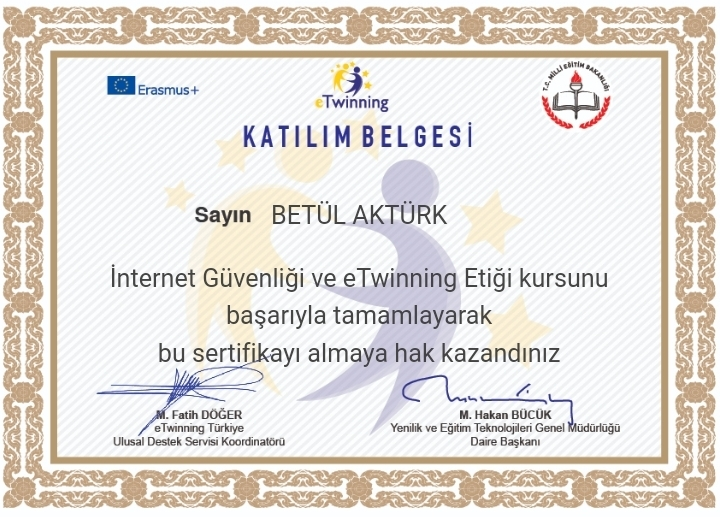 Erasmus+
eTwinning
T.C. MİLLÎ EĞİTİM BAKANLIĞI
KATILIM BELGESİ
Sayın BETÜL AKTÜRK
İnternet Güvenliği ve eTwinning Etiği kursunu
başarıyla tamamlayarak
bu sertifikayı almaya hak kazandınız
M. Fatih DÖĞER
eTwinning Türkiye
Ulusal Destek Servisi Koordinatörü
M. Hakan BÜCÜK
Yenilik ve Eğitim Teknolojileri Genel Müdürlüğü
Daire Başkanı